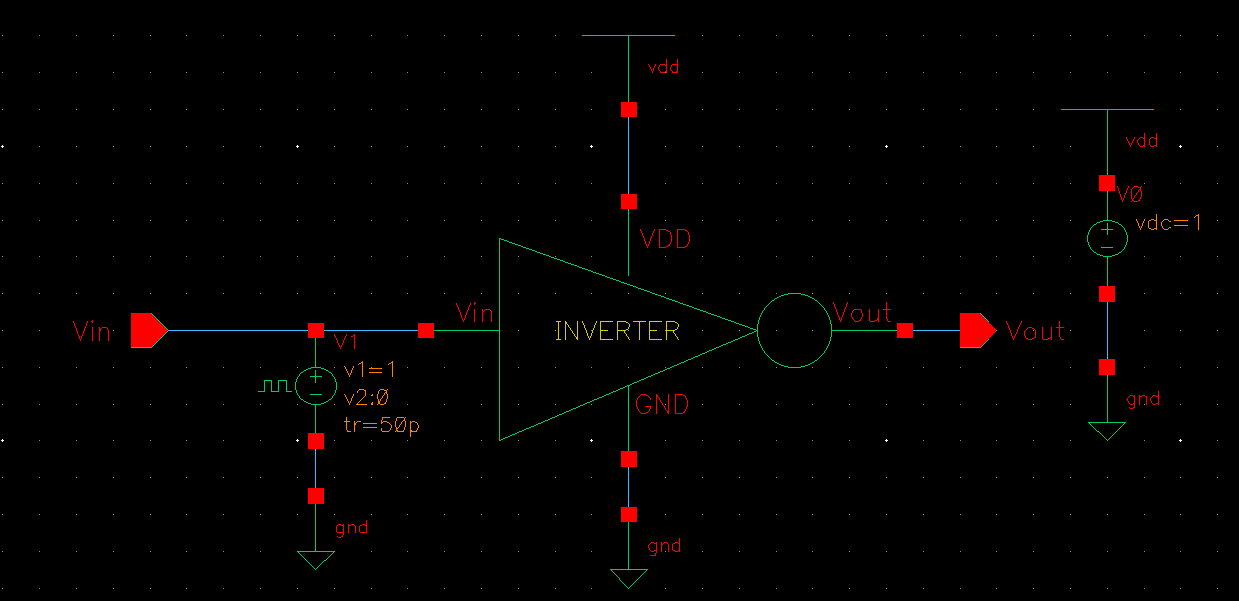 vdd
vdd
V0
vdc=1
VDD
Vin
Vin
INVERTER
Vout
Vout
V1
v1=1
v2:0
tr=50p
GND
gnd
gnd
gnd